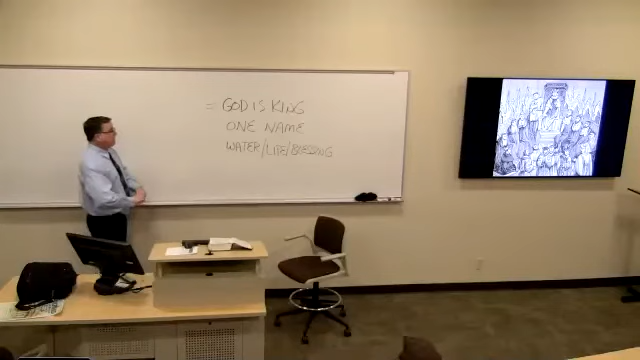 = GOD IS KING
ONE NAME
WATER/LIFE/BLESSING